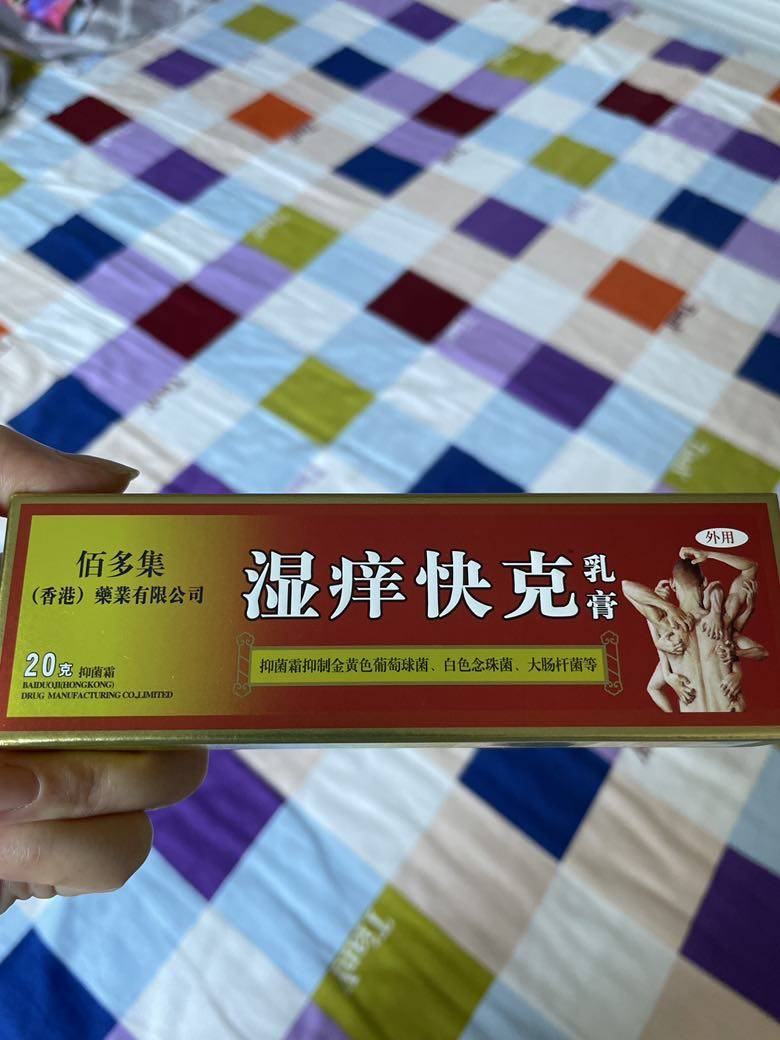 外用
佰多集
（香港）藥業有限公司
湿痒快克乳膏
抑菌霜抑制金黄色葡萄球菌、白色念珠菌、大肠杆菌等
20克 抑菌霜
BAIDUOJI(HONGKONG)
DRUG MANUFACTURING CO.,LIMITED